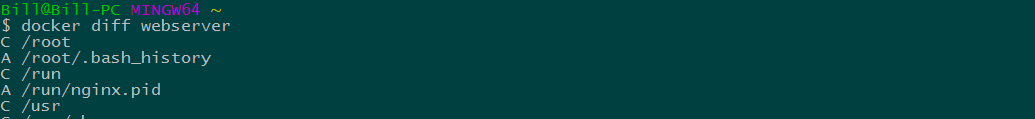 Bill@Bill-PC MINGW64 ~
$ docker diff webserver
C /root
A /root/.bash_history
C /run
A /run/nginx.pid
C /usr